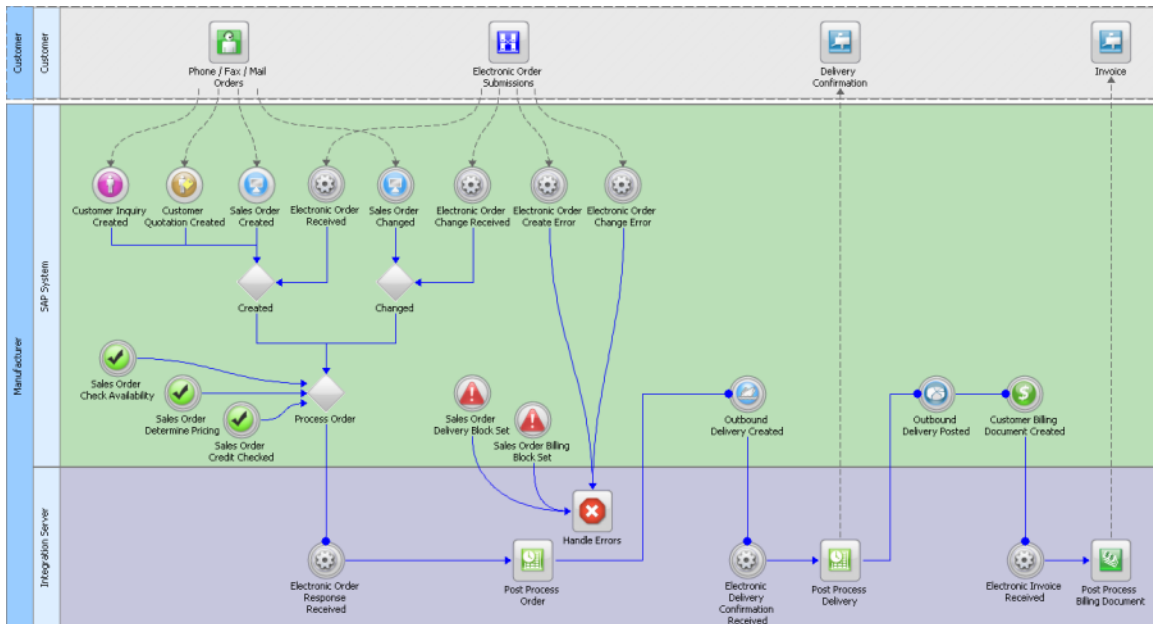 Customer
Customer
Phone / Fax / Mail
Orders
Electronic Order
Submissions
Delivery
Confirmation
Invoice
Manufacturer
SAP System
Customer Inquiry
Created
Customer
Quotation Created
Sales Order
Created
Electronic Order
Received
Sales Order
Changed
Electronic Order
Change Received
Electronic Order
Create Error
Electronic Order
Change Error
Created
Changed
Sales Order
Check Availability
Sales Order
Determine Pricing
Sales Order
Credit Checked
Process Order
Sales Order
Delivery Block Set
Sales Order Billing
Block Set
Outbound
Delivery Created
Outbound
Delivery Posted
Customer Billing
Document Created
Integration Server
Handle Errors
Electronic Order
Response
Received
Post Process
Order
Electronic
Delivery
Confirmation
Received
Post Process
Delivery
Electronic Invoice
Received
Post Process
Billing Document